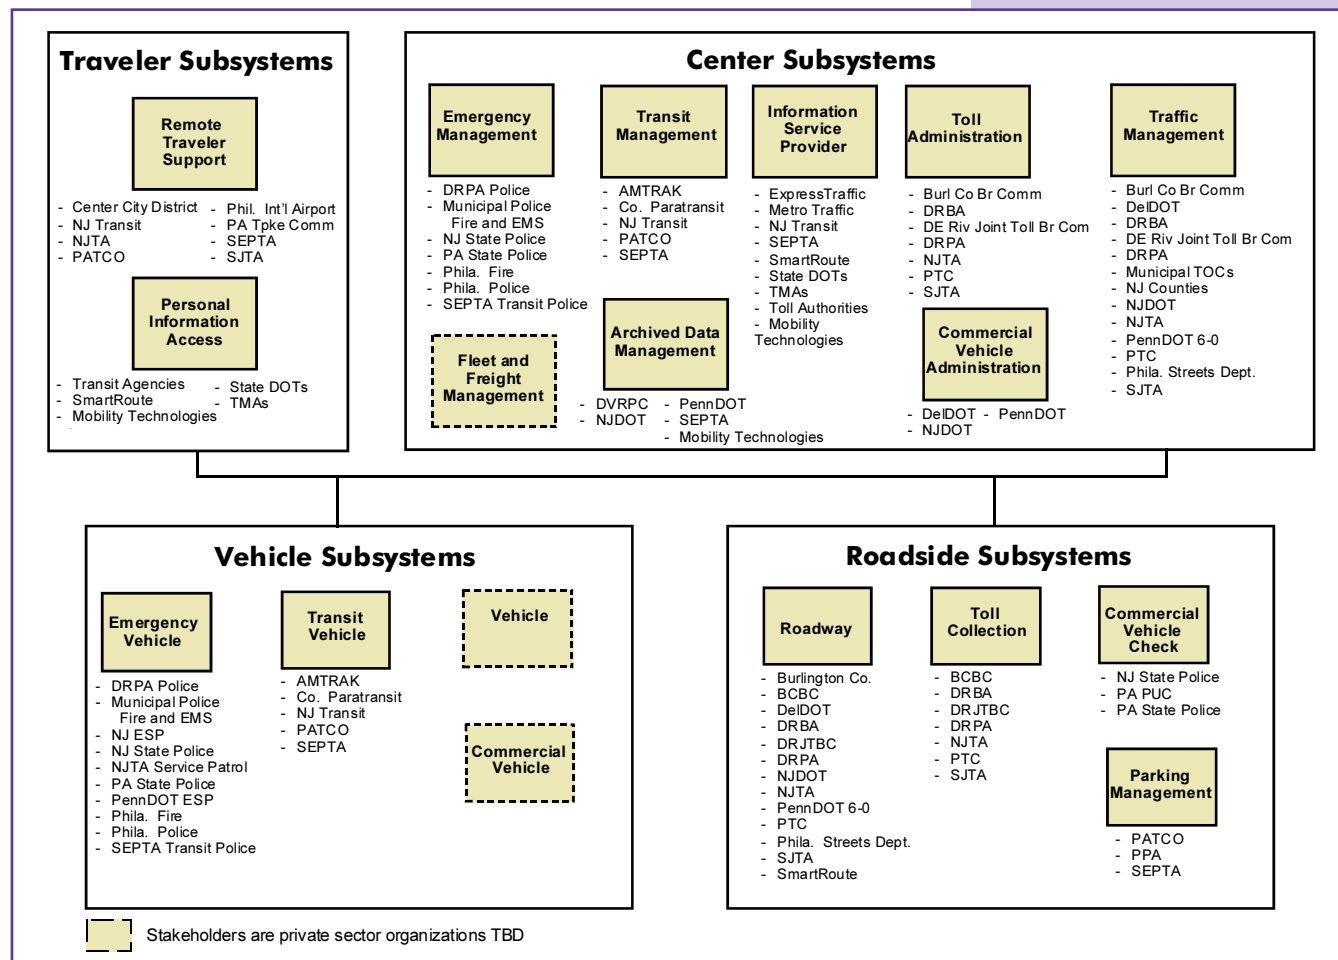 Traveler Subsystems
Remote
Traveler
Support
- Center City District
- NJ Transit
- NJTA
- PATCO
- Phil. Int'l Airport
- PA Tpke Comm
- SEPTA
- SJTA
Personal
Information
Access
- Transit Agencies
- SmartRoute
- Mobility Technologies
- State DOTs
- TMAs
Center Subsystems
Emergency
Management
- DRPA Police
- Municipal Police
Fire and EMS
- NJ State Police
- PA State Police
- Phila. Fire
- Phila. Police
- SEPTA Transit Police
Fleet and
Freight
Management
Transit
Management
- AMTRAK
- Co. Paratransit
- NJ Transit
- PATCO
- SEPTA
Archived Data
Management
- DVRPC
- NJDOT
- PennDOT
- SEPTA
- Mobility Technologies
Information
Service
Provider
- ExpressTraffic
- Metro Traffic
- NJ Transit
- SEPTA
- SmartRoute
- State DOTs
- TMAs
- Toll Authorities
- Mobility
Technologies
Toll
Administration
- Burl Co Br Comm
- DRBA
- DE Riv Joint Toll Br Com
- DRPA
- NJTA
- PTC
- SJTA
Commercial
Vehicle
Administration
- DelDOT - PennDOT
- NJDOT
Traffic
Management
- Burl Co Br Comm
- DelDOT
- DRBA
- DE Riv Joint Toll Br Com
- DRPA
- Municipal TOCs
- NJ Counties
- NJDOT
- NJTA
- PennDOT 6-0
- PTC
- Phila. Streets Dept.
- SJTA
Vehicle Subsystems
Emergency
Vehicle
- DRPA Police
- Municipal Police
Fire and EMS
- NJ ESP
- NJ State Police
- NJTA Service Patrol
- PA State Police
- PennDOT ESP
- Phila. Fire
- Phila. Police
- SEPTA Transit Police
Transit
Vehicle
- AMTRAK
- Co. Paratransit
- NJ Transit
- PATCO
- SEPTA
Vehicle
Commercial
Vehicle
Roadside Subsystems
Roadway
- Burlington Co.
- BCBC
- DelDOT
- DRBA
- DRJTBC
- DRPA
- NJDOT
- NJTA
- PennDOT 6-0
- PTC
- Phila. Streets Dept.
- SJTA
- SmartRoute
Toll
Collection
- BCBC
- DRBA
- DRJTBC
- DRPA
- NJTA
- PTC
- SJTA
Commercial
Vehicle
Check
- NJ State Police
- PA PUC
- PA State Police
Parking
Management
- PATCO
- PPA
- SEPTA
Stakeholders are private sector organizations TBD